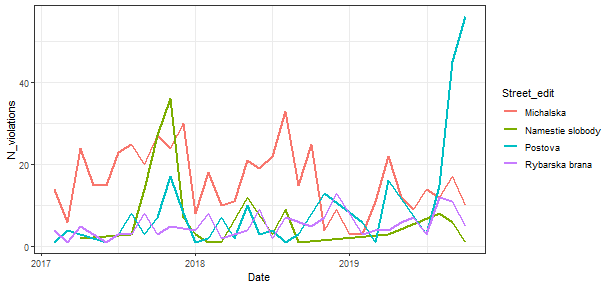 N_violations
40
20
0
2017
2018
2019
Date
Street_edit
Michalska
Namestie slobody
Postova
Rybarska brana